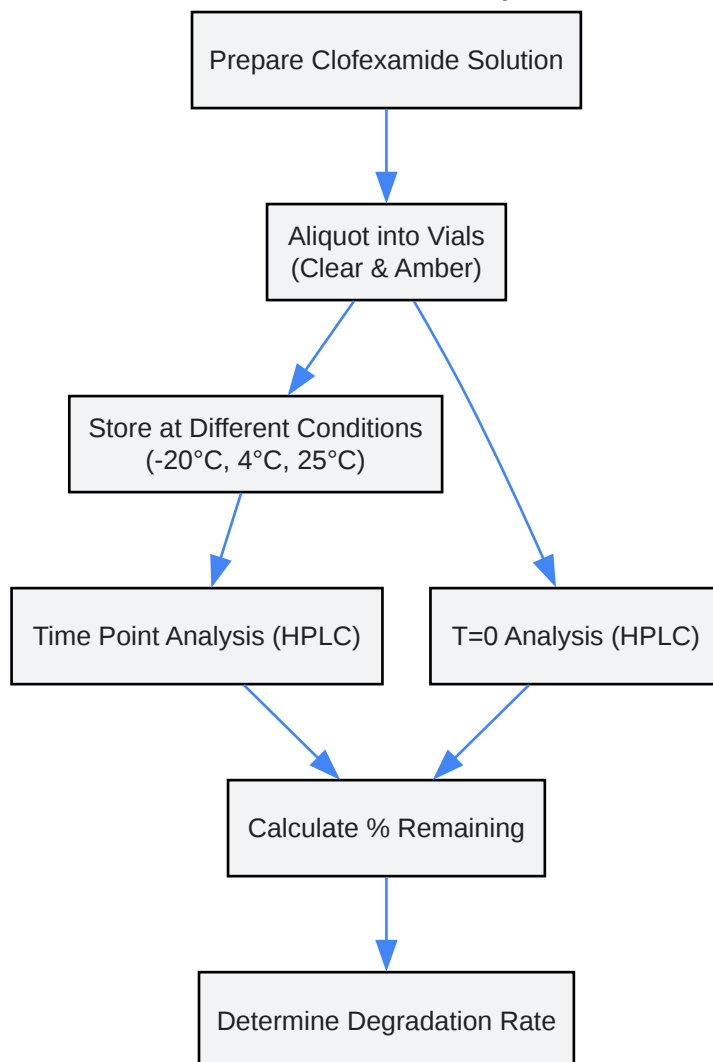 Prepare Clofexamide Solution
Aliquot into Vials
(Clear & Amber)
Store at Different Conditions
(-20°C, 4°C, 25°C)
Time Point Analysis (HPLC)
T=0 Analysis (HPLC)
Calculate % Remaining
Determine Degradation Rate